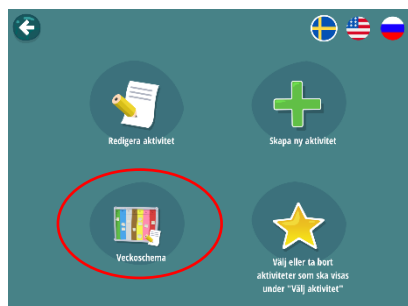 Redigera aktivitet
Skapa ny aktivitet
Veckoschema
Välj eller ta bort
aktiviteter som ska visas
under "Välj aktivitet"